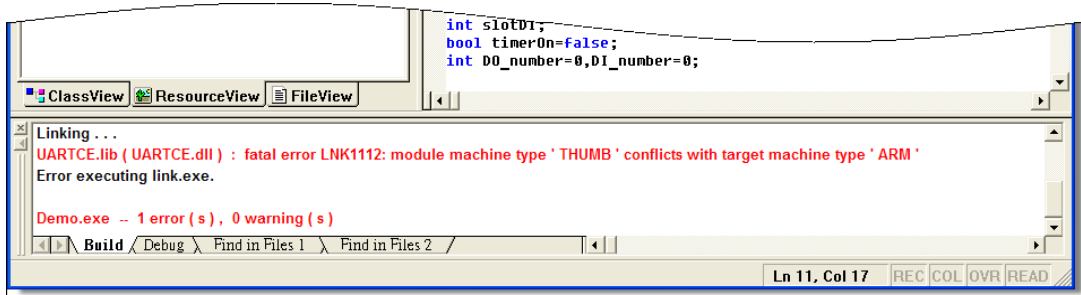 int slotDI;
bool timerOn=false;
int DO_number=0,DI_number=0;
ClassView ResourceView FileView
Linking . . .
UARTCE.lib ( UARTCE.dll ) : fatal error LNK1112: module machine type ' THUMB ' conflicts with target machine type ' ARM '
Error executing link.exe.
Demo.exe -- 1 error ( s ) , 0 warning ( s )
Build Debug Find in Files 1 Find in Files 2
Ln 11, Col 17 REC COL OVR READ